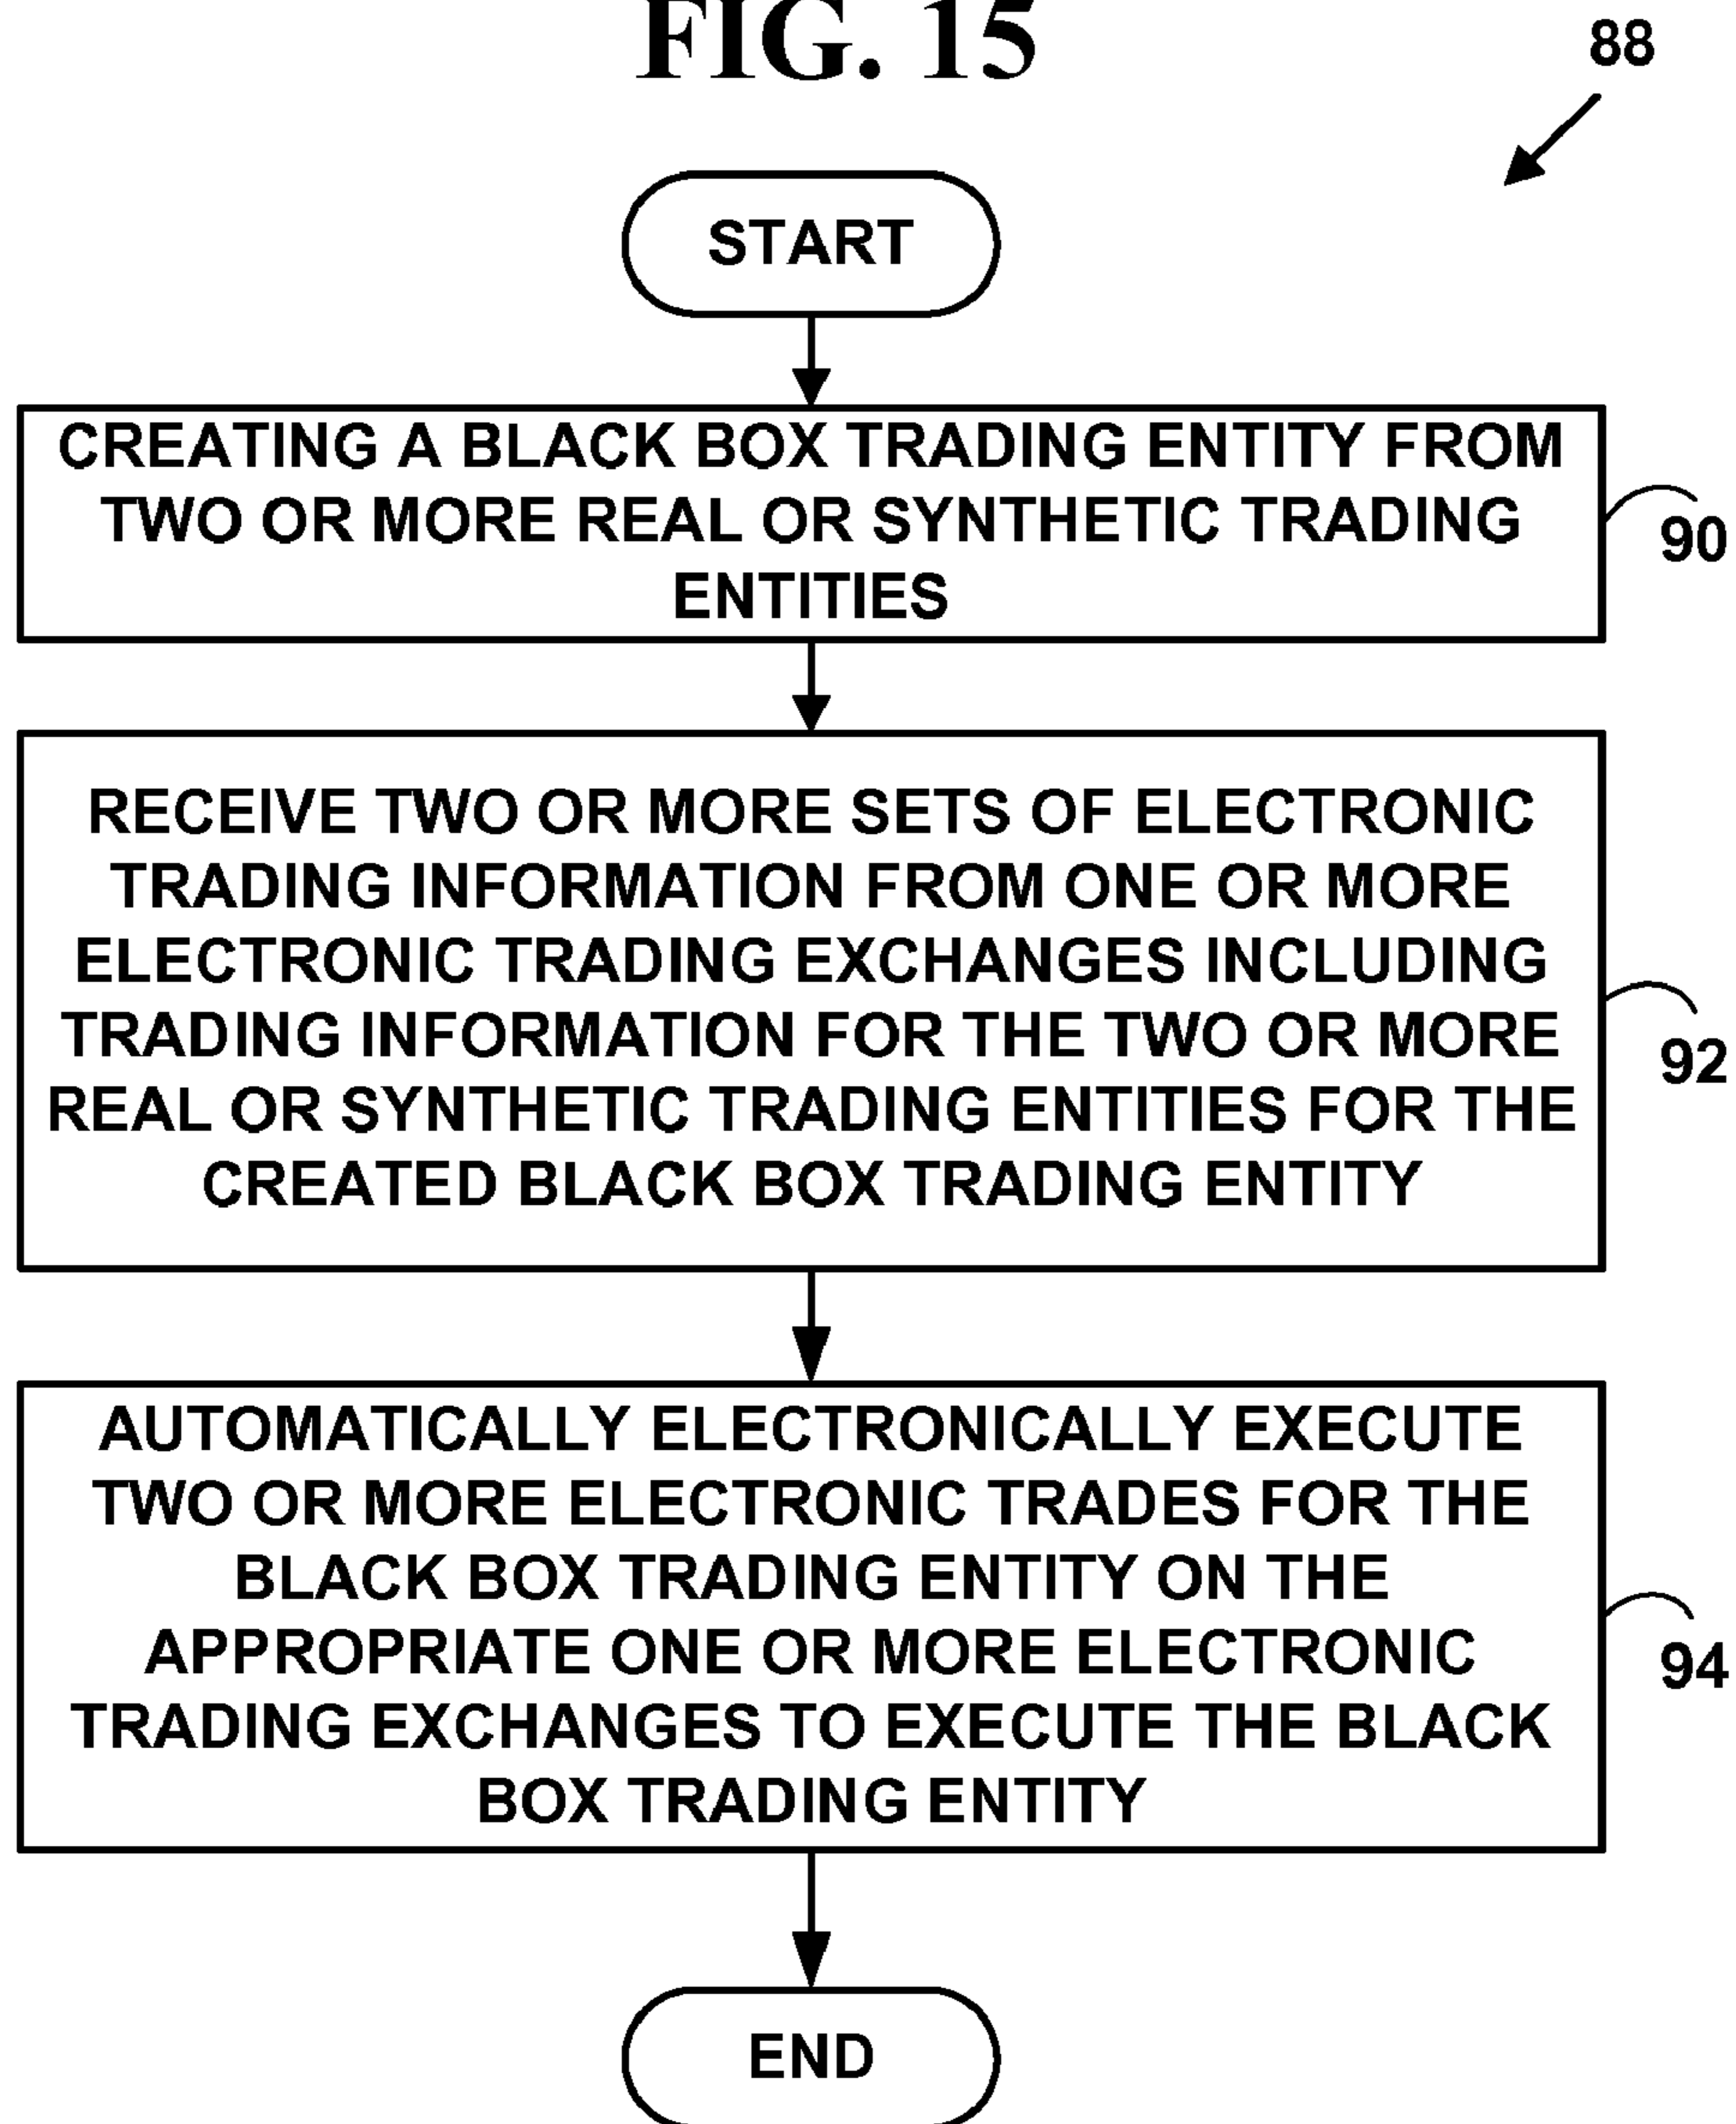 FIG. 15
88
START
CREATING A BLACK BOX TRADING ENTITY FROM
TWO OR MORE REAL OR SYNTHETIC TRADING
ENTITIES
90
RECEIVE TWO OR MORE SETS OF ELECTRONIC
TRADING INFORMATION FROM ONE OR MORE
ELECTRONIC TRADING EXCHANGES INCLUDING
TRADING INFORMATION FOR THE TWO OR MORE
REAL OR SYNTHETIC TRADING ENTITIES FOR THE
CREATED BLACK BOX TRADING ENTITY
92
AUTOMATICALLY ELECTRONICALLY EXECUTE
TWO OR MORE ELECTRONIC TRADES FOR THE
BLACK BOX TRADING ENTITY ON THE
APPROPRIATE ONE OR MORE ELECTRONIC
TRADING EXCHANGES TO EXECUTE THE BLACK
BOX TRADING ENTITY
94
END